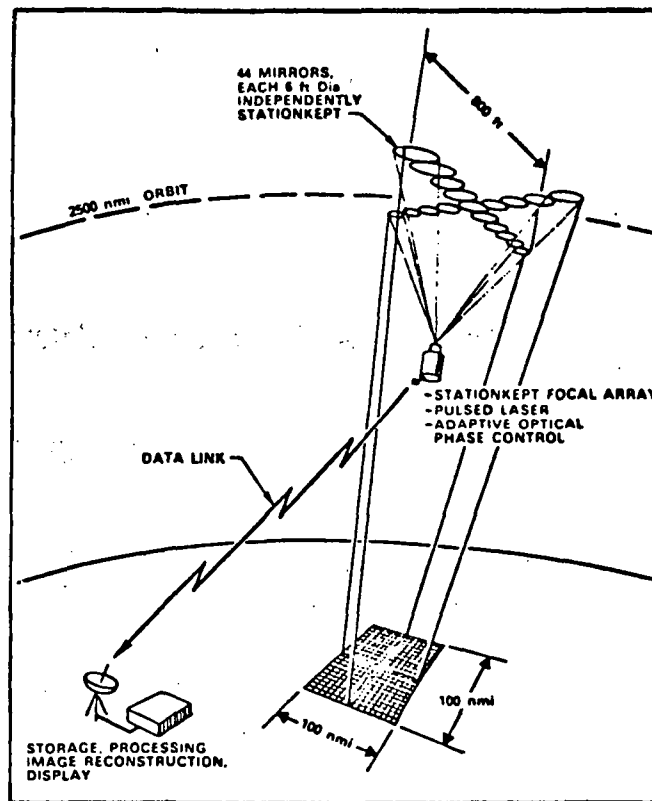 44 MIRRORS,
EACH 6 ft Dia
INDEPENDENTLY
STATIONKEPT
800 ft
2500 nmi ORBIT
-STATIONKEPT FOCAL ARRAY
-PULSED LASER
-ADAPTIVE OPTICAL
PHASE CONTROL
DATA LINK
100 nmi
100 nmi
STORAGE, PROCESSING
IMAGE RECONSTRUCTION,
DISPLAY